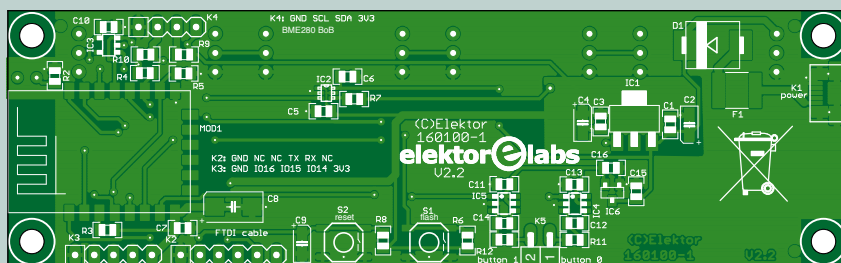 C10
K4
K4: GND SCL SDA 3V3
BME280 BoB
D1
IC3
R10
R9
R4
R5
R2
IC2
C6
C5
R7
IC1
C4
C3
C1
C2
F1
K1
power
MOD1
(C)Elektor
160100-1
elektor e labs
V2.2
K2: GND NC NC TX RX NC
K3: GND IO16 IO15 IO14 3V3
C16
C11
C13
C15
IC5
IC4
IC6
C8
C14
C12
R3
C7
FTDI cable
C9
S2
reset
R8
S1
flash
R6
K5
R12
R11
K3
K2
button 1
2
1
button 0
(C)Elektor
160100-1
V2.2